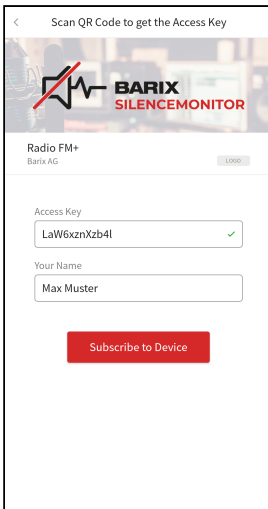 Scan QR Code to get the Access Key
BARIX
SILENCEMONITOR
Radio FM+
Barix AG
LOGO
Access Key
LaW6xznXzb4l
Your Name
Max Muster
Subscribe to Device